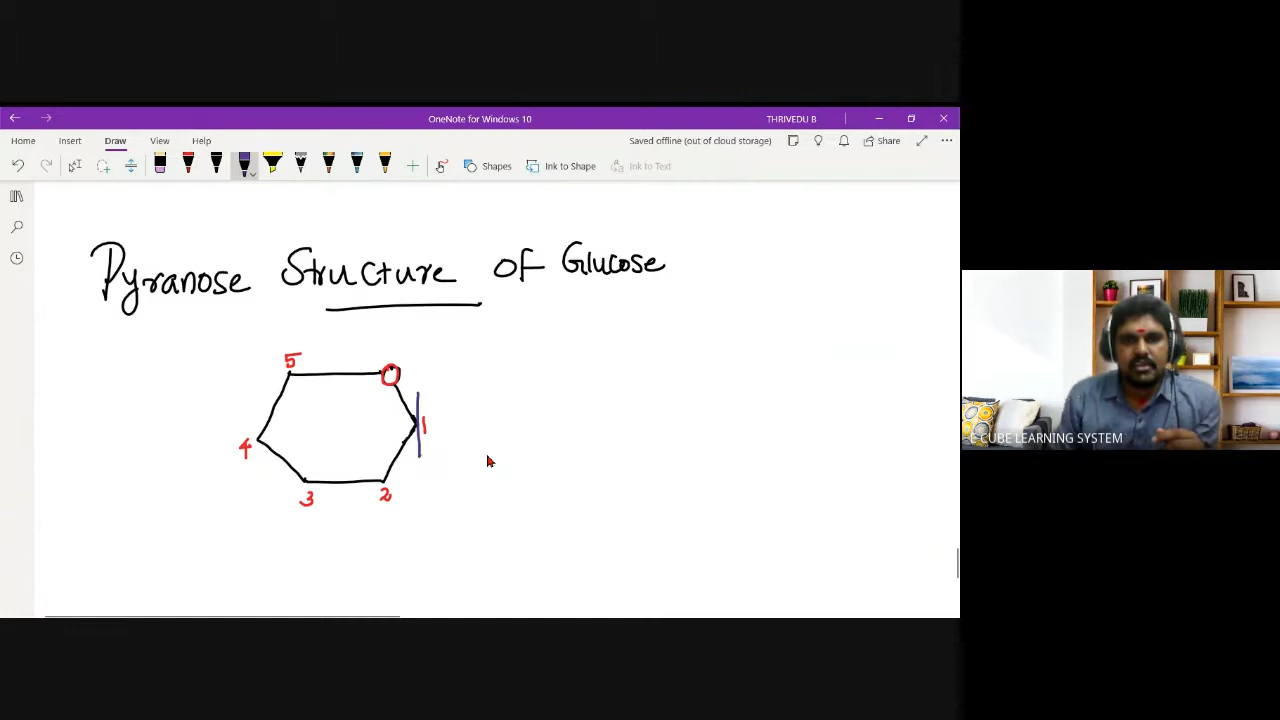 OneNote for Windows 10
THRIVEDU B
Home Insert Draw View Help
Saved offline (out of cloud storage)
Share
Shapes
Ink to Shape
Ink to Text
Pyranose Structure of Glucose
5
O
4
1
3
2
C CUBE LEARNING SYSTEM